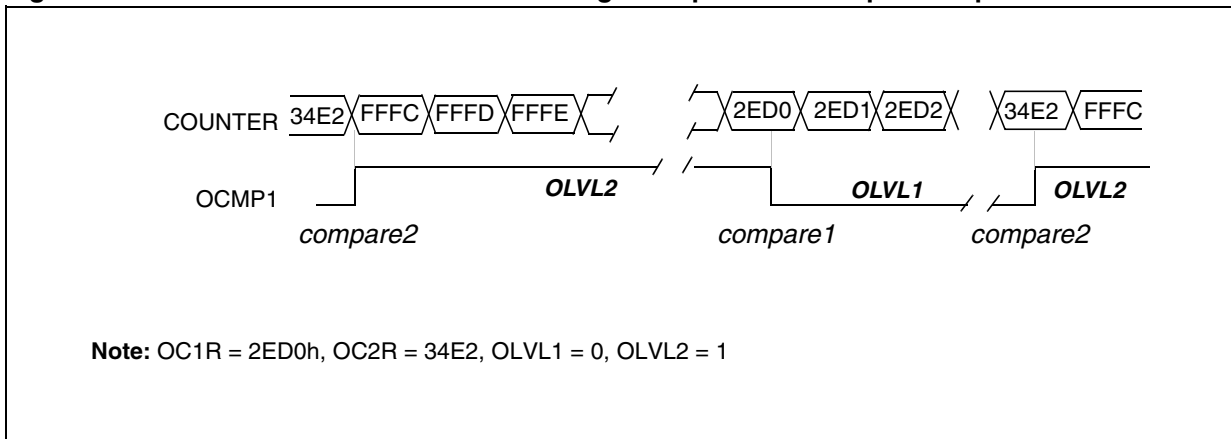 COUNTER 34E2 FFFC FFFD FFFE 2ED0 2ED1 2ED2 34E2 FFFC
OCMP1 OLVL2 OLVL1 OLVL2
compare2 compare1 compare2
Note: OC1R = 2ED0h, OC2R = 34E2, OLVL1 = 0, OLVL2 = 1